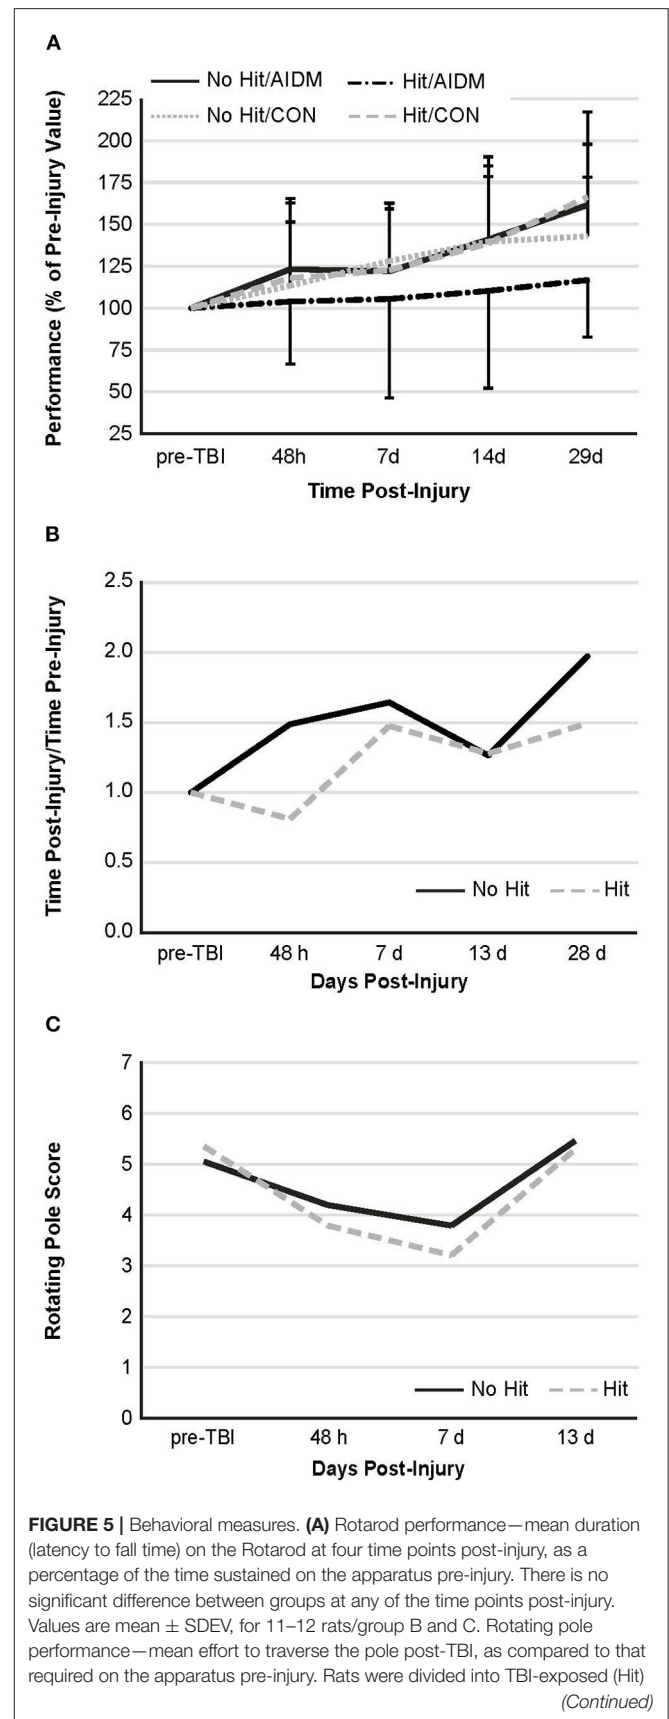 A
No Hit/AIDM Hit/AIDM
No Hit/CON Hit/CON
225
200
175
150
125
100
75
50
25
Performance (% of Pre-Injury Value)
pre-TBI 48h 7d 14d 29d
Time Post-Injury
B
2.5
2.0
1.5
1.0
0.5
0.0
Time Post-Injury/Time Pre-Injury
No Hit Hit
pre-TBI 48 h 7 d 13 d 28 d
Days Post-Injury
C
7
6
5
4
3
2
1
0
Rotating Pole Score
No Hit Hit
pre-TBI 48 h 7 d 13 d
Days Post-Injury
FIGURE 5 | Behavioral measures. (A) Rotarod performance—mean duration
(latency to fall time) on the Rotarod at four time points post-injury, as a
percentage of the time sustained on the apparatus pre-injury. There is no
significant difference between groups at any of the time points post-injury.
Values are mean ± SDEV, for 11–12 rats/group B and C. Rotating pole
performance—mean effort to traverse the pole post-TBI, as compared to that
required on the apparatus pre-injury. Rats were divided into TBI-exposed (Hit)
(Continued)